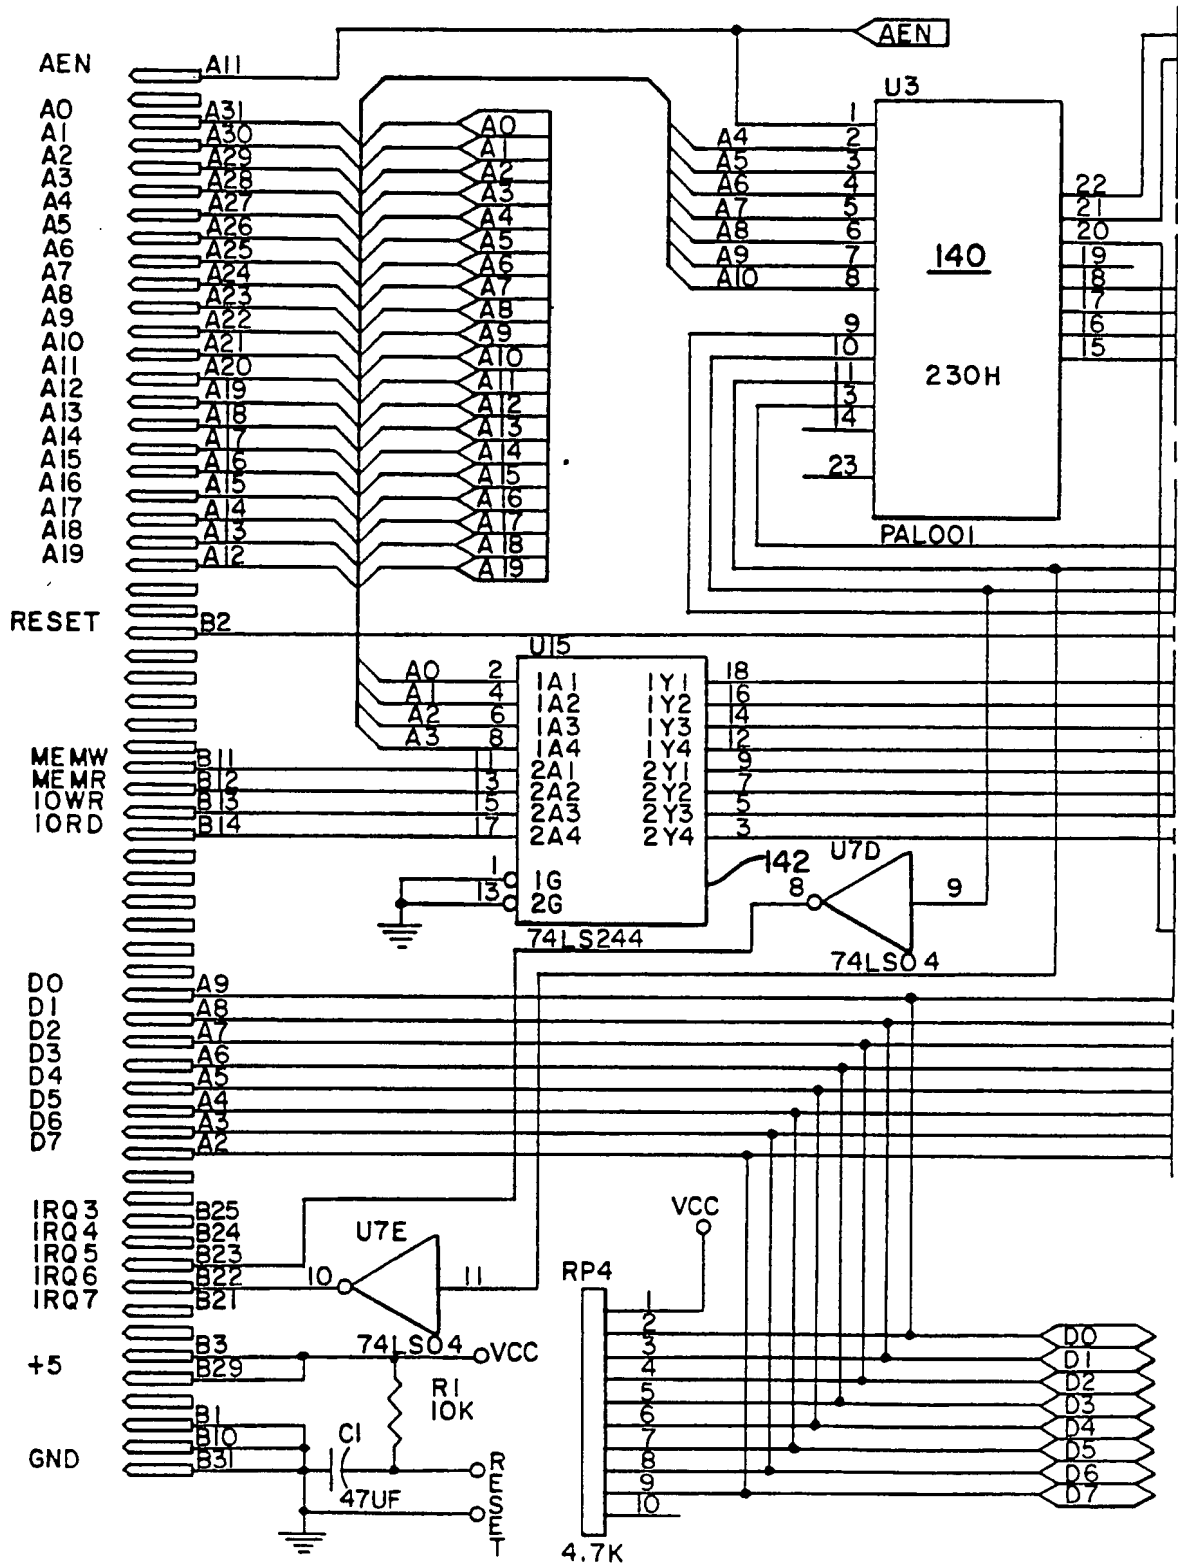 AEN
AEN A11
A0 A31
A1 A30
A2 A29
A3 A28
A4 A27
A5 A26
A6 A25
A7 A24
A8 A23
A9 A22
A10 A21
A11 A20
A12 A19
A13 A18
A14 A17
A15 A16
A16 A15
A17 A14
A18 A13
A19 A12
A0
A1
A2
A3
A4
A5
A6
A7
A8
A9
A10
A11
A12
A13
A14
A15
A16
A17
A18
A19
U3
1
A4 2
A5 3
A6 4
A7 5
A8 6
A9 7
A10 8
9
10
11
13
14
23
140
230H
22
21
20
19
18
17
16
15
PAL001
RESET B2
U15
A0 2 1A1 1Y1 18
A1 4 1A2 1Y2 16
A2 6 1A3 1Y3 14
A3 8 1A4 1Y4 12
MEMW B11 11 2A1 2Y1 9
MEMR B12 13 2A2 2Y2 7
IOWR B13 15 2A3 2Y3 5
IORD B14 17 2A4 2Y4 3
1 1G
13 2G
142
74LS244
U7D
8 9
74LS04
D0 A9
D1 A8
D2 A7
D3 A6
D4 A5
D5 A4
D6 A3
D7 A2
IRQ3 B25
IRQ4 B24
IRQ5 B23
IRQ6 B22
IRQ7 B21
U7E
10 11
74LS04
VCC
RP4
1
2
3
4
5
6
7
8
9
10
4.7K
D0
D1
D2
D3
D4
D5
D6
D7
+5 B3
B29
VCC
R1
10K
B1
B10
GND B31
C1
47UF
RESET